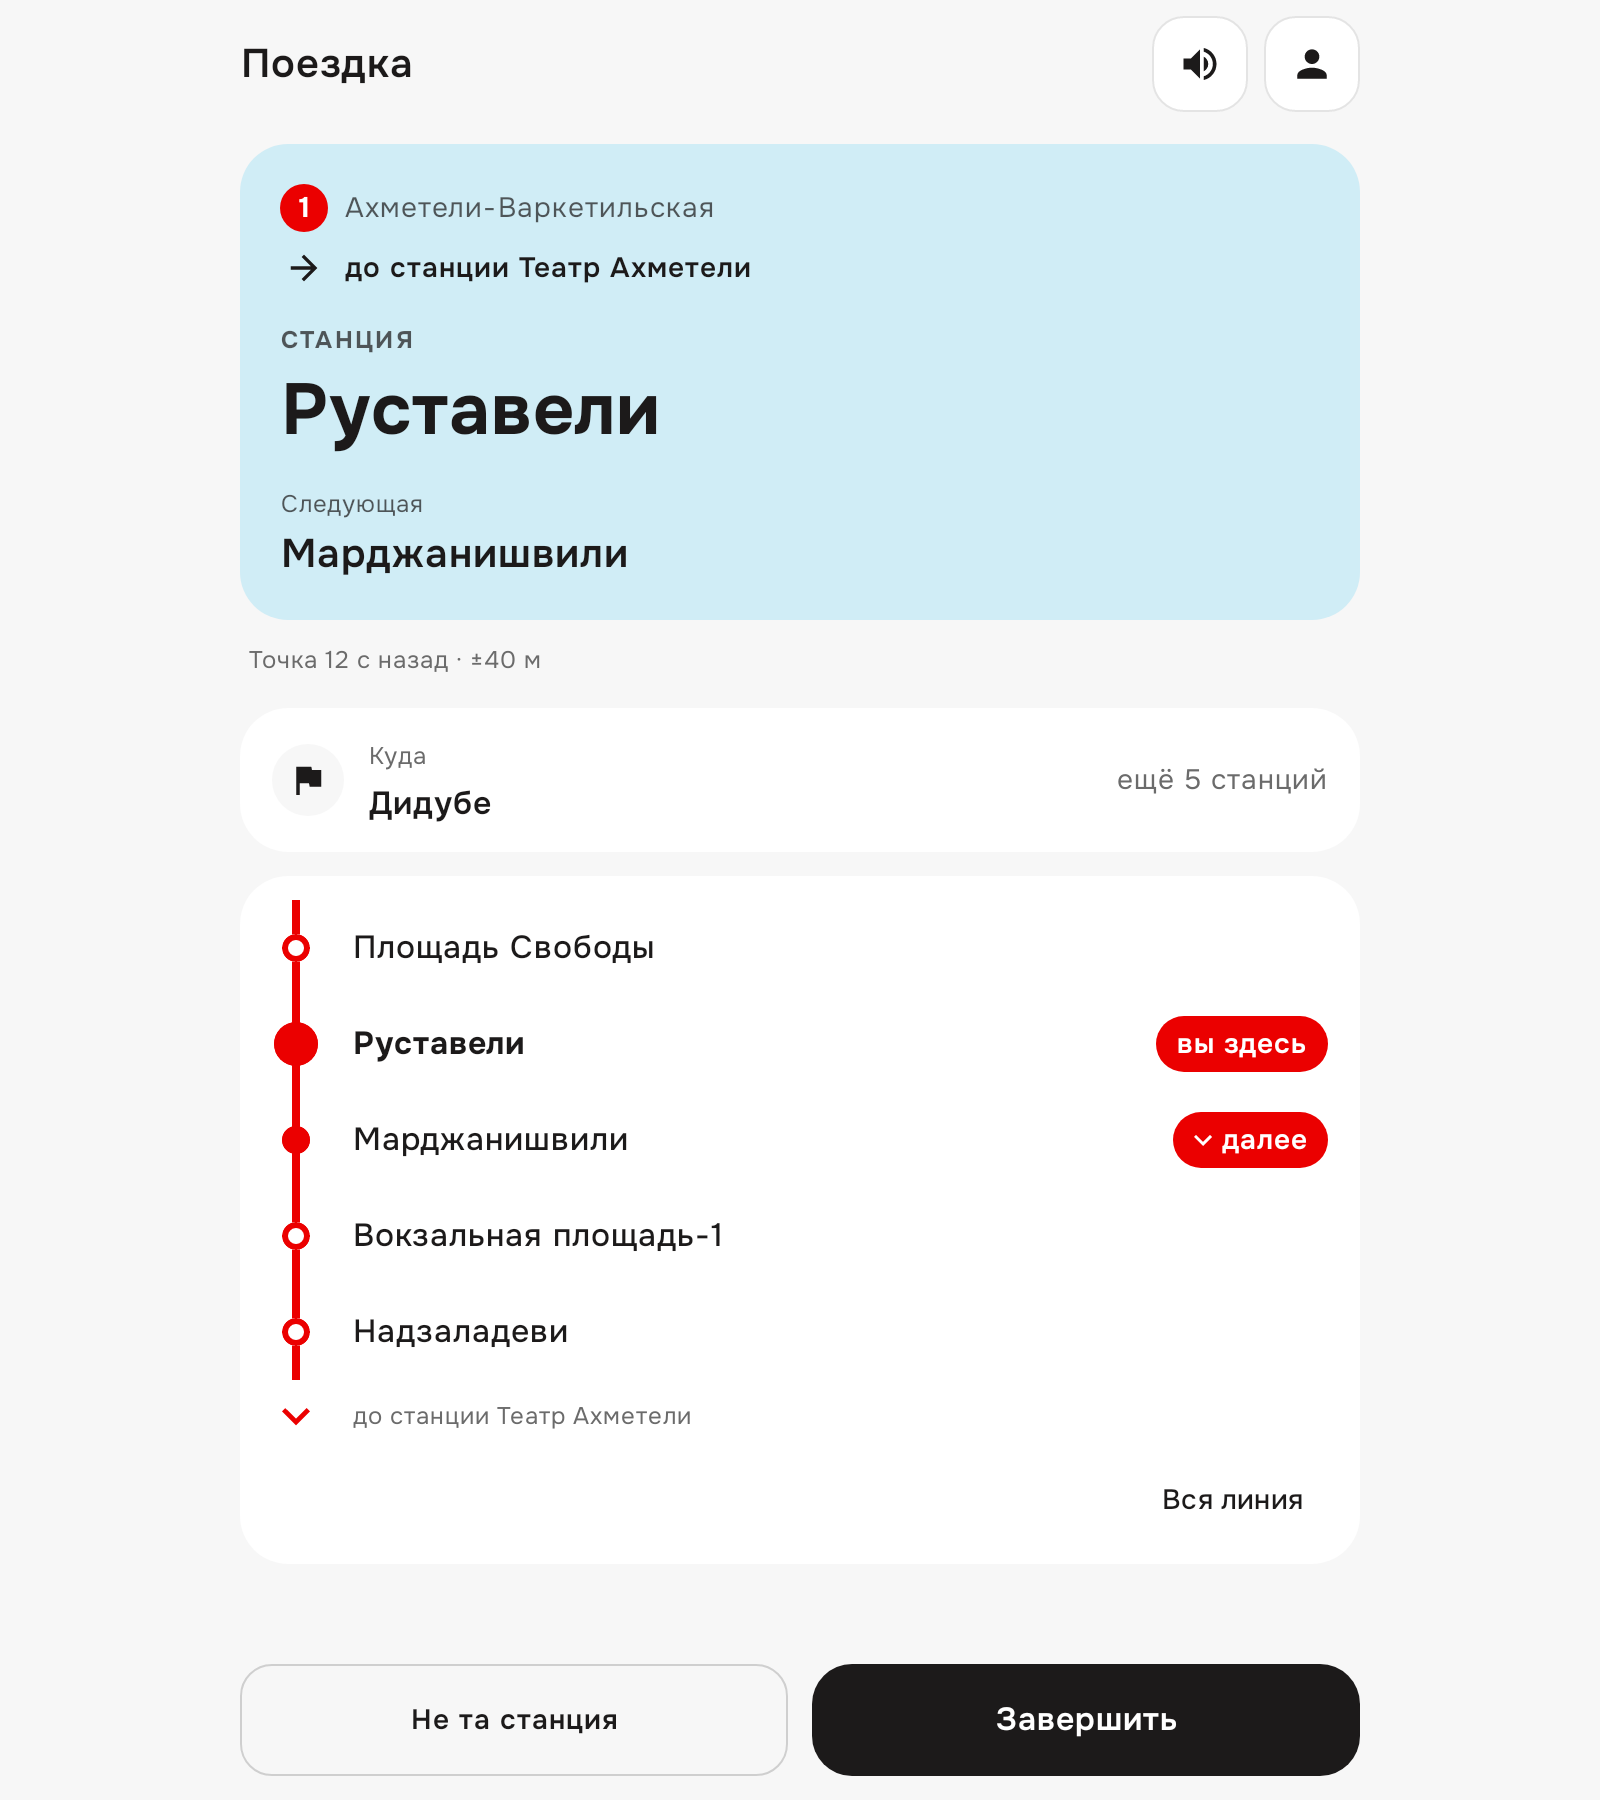 Поездка
1 Ахметели-Варкетильская
до станции Театр Ахметели
СТАНЦИЯ
Руставели
Следующая
Марджанишвили
Точка 12 с назад · ±40 м
Куда
Дидубе
ещё 5 станций
Площадь Свободы
Руставели
вы здесь
Марджанишвили
далее
Вокзальная площадь-1
Надзаладеви
до станции Театр Ахметели
Вся линия
Не та станция
Завершить